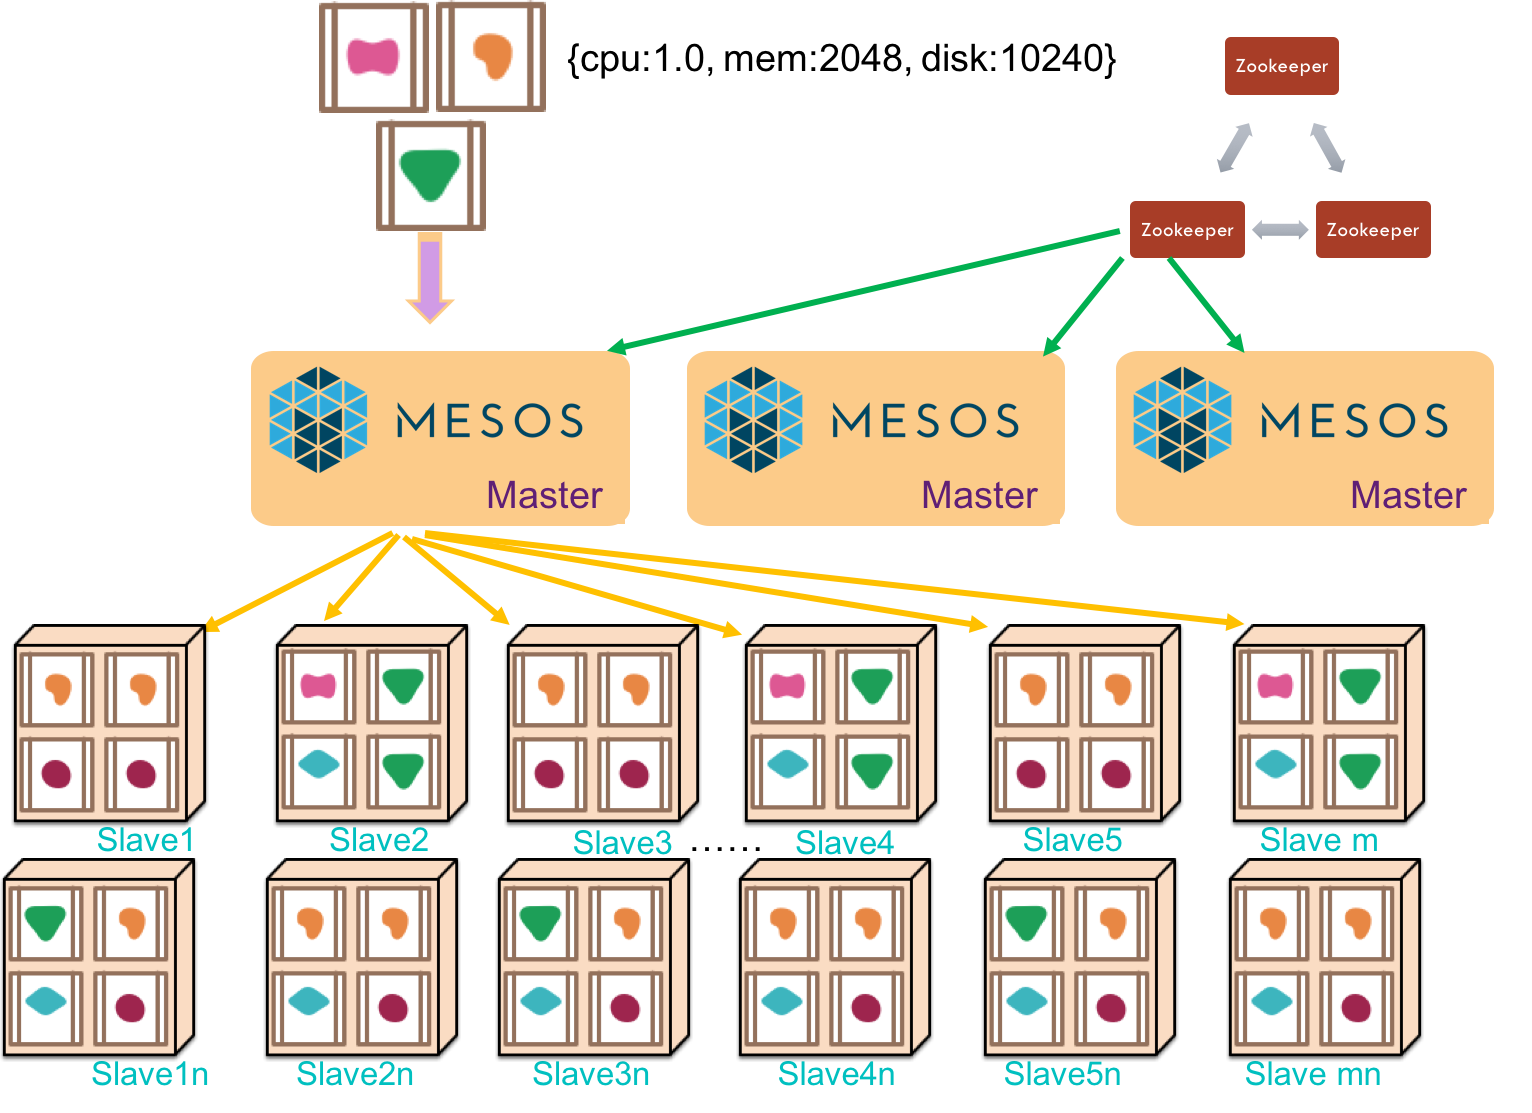 {cpu:1.0, mem:2048, disk:10240}
Zookeeper
Zookeeper
Zookeeper
MESOS
Master
MESOS
Master
MESOS
Master
Slave1
Slave2
Slave3
......
Slave4
Slave5
Slave m
Slave1n
Slave2n
Slave3n
Slave4n
Slave5n
Slave mn